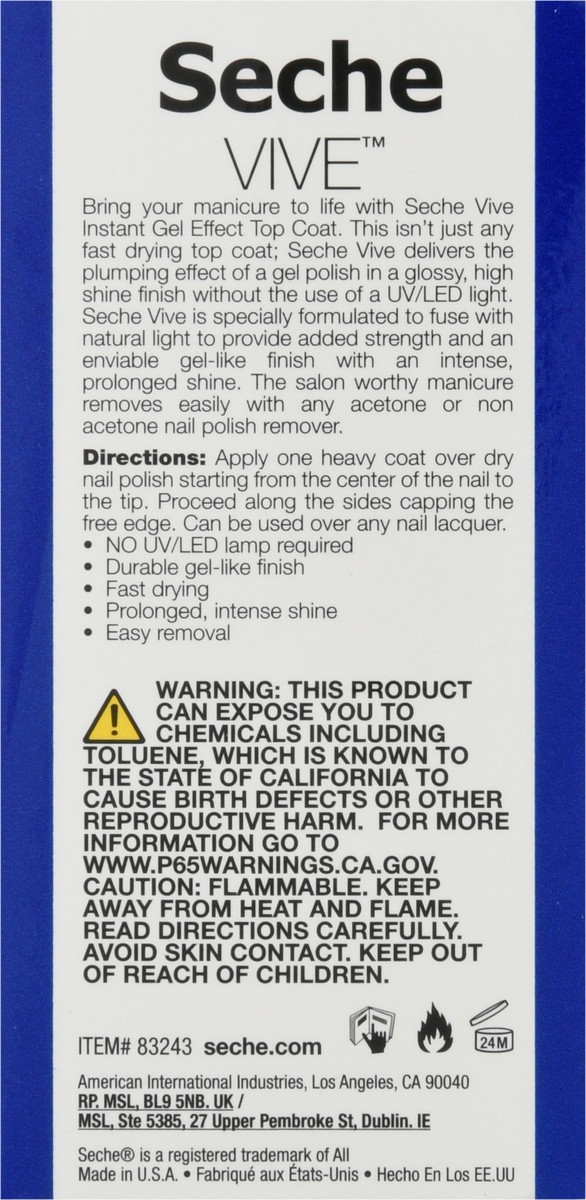 Seche
VIVE™
Bring your manicure to life with Seche Vive
Instant Gel Effect Top Coat. This isn't just any
fast drying top coat; Seche Vive delivers the
plumping effect of a gel polish in a glossy, high
shine finish without the use of a UV/LED light.
Seche Vive is specially formulated to fuse with
natural light to provide added strength and an
enviable gel-like finish with an intense,
prolonged shine. The salon worthy manicure
removes easily with any acetone or non
acetone nail polish remover.
Directions: Apply one heavy coat over dry
nail polish starting from the center of the nail to
the tip. Proceed along the sides capping the
free edge. Can be used over any nail lacquer.
• NO UV/LED lamp required
• Durable gel-like finish
• Fast drying
• Prolonged, intense shine
• Easy removal
WARNING: THIS PRODUCT
CAN EXPOSE YOU TO
CHEMICALS INCLUDING
TOLUENE, WHICH IS KNOWN TO
THE STATE OF CALIFORNIA TO
CAUSE BIRTH DEFECTS OR OTHER
REPRODUCTIVE HARM. FOR MORE
INFORMATION GO TO
WWW.P65WARNINGS.CA.GOV.
CAUTION: FLAMMABLE. KEEP
AWAY FROM HEAT AND FLAME.
READ DIRECTIONS CAREFULLY.
AVOID SKIN CONTACT. KEEP OUT
OF REACH OF CHILDREN.
ITEM# 83243 seche.com 24M
American International Industries, Los Angeles, CA 90040
RP. MSL, BL9 5NB. UK /
MSL, Ste 5385, 27 Upper Pembroke St, Dublin. IE
Seche® is a registered trademark of AII
Made in U.S.A. • Fabriqué aux États-Unis • Hecho En Los EE.UU